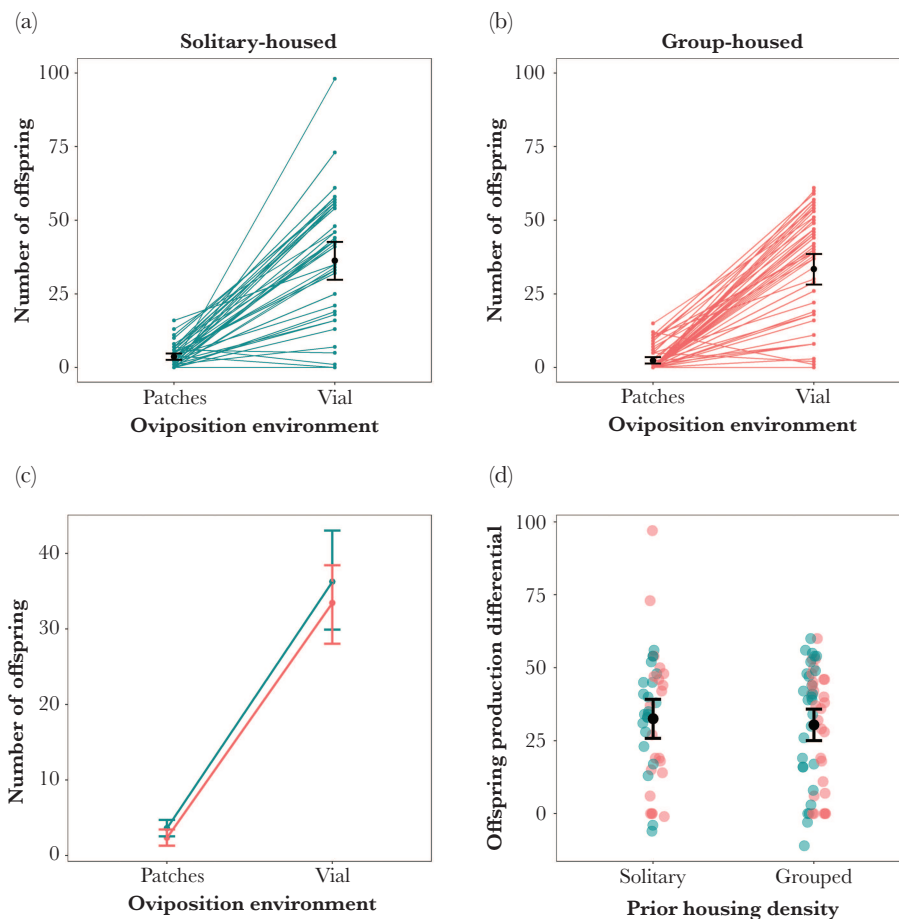 (a)
Solitary-housed
Number of offspring
100
75
50
25
0
Patches
Vial
Oviposition environment
(b)
Group-housed
Number of offspring
100
75
50
25
0
Patches
Vial
Oviposition environment
(c)
Number of offspring
40
30
20
10
0
Patches
Vial
Oviposition environment
(d)
Offspring production differential
100
75
50
25
0
Solitary
Grouped
Prior housing density